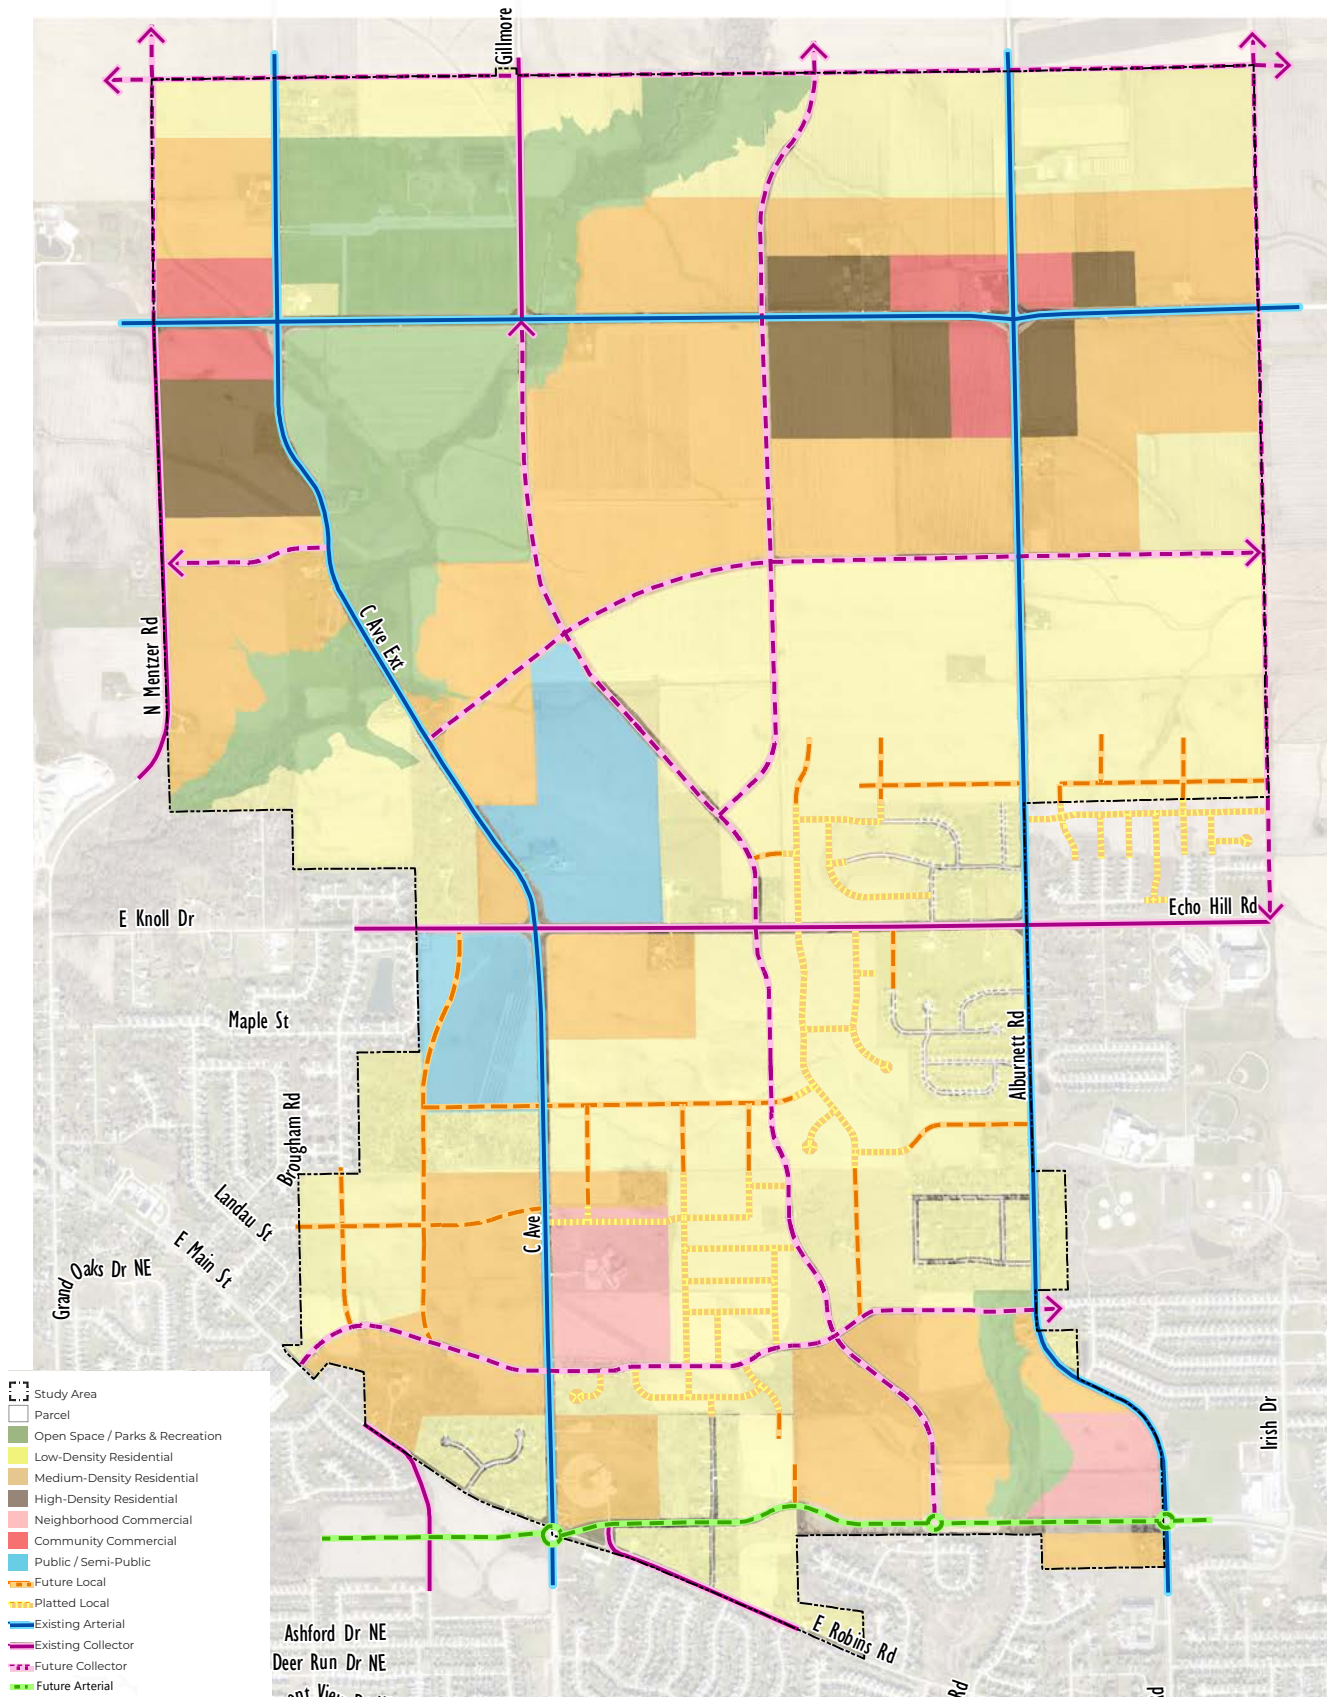 Gillmore
N Mentzer Rd
C Ave Ext
E Knoll Dr
Echo Hill Rd
Maple St
Alburnett Rd
Brougham Rd
Landau St
E Main St
C Ave
Grand Oaks Dr NE
Irish Dr
Study Area
Parcel
Open Space / Parks & Recreation
Low-Density Residential
Medium-Density Residential
High-Density Residential
Neighborhood Commercial
Community Commercial
Public / Semi-Public
Future Local
Platted Local
Existing Arterial
Existing Collector
Future Collector
Future Arterial
Ashford Dr NE
Deer Run Dr NE
E Robins Rd
Rd